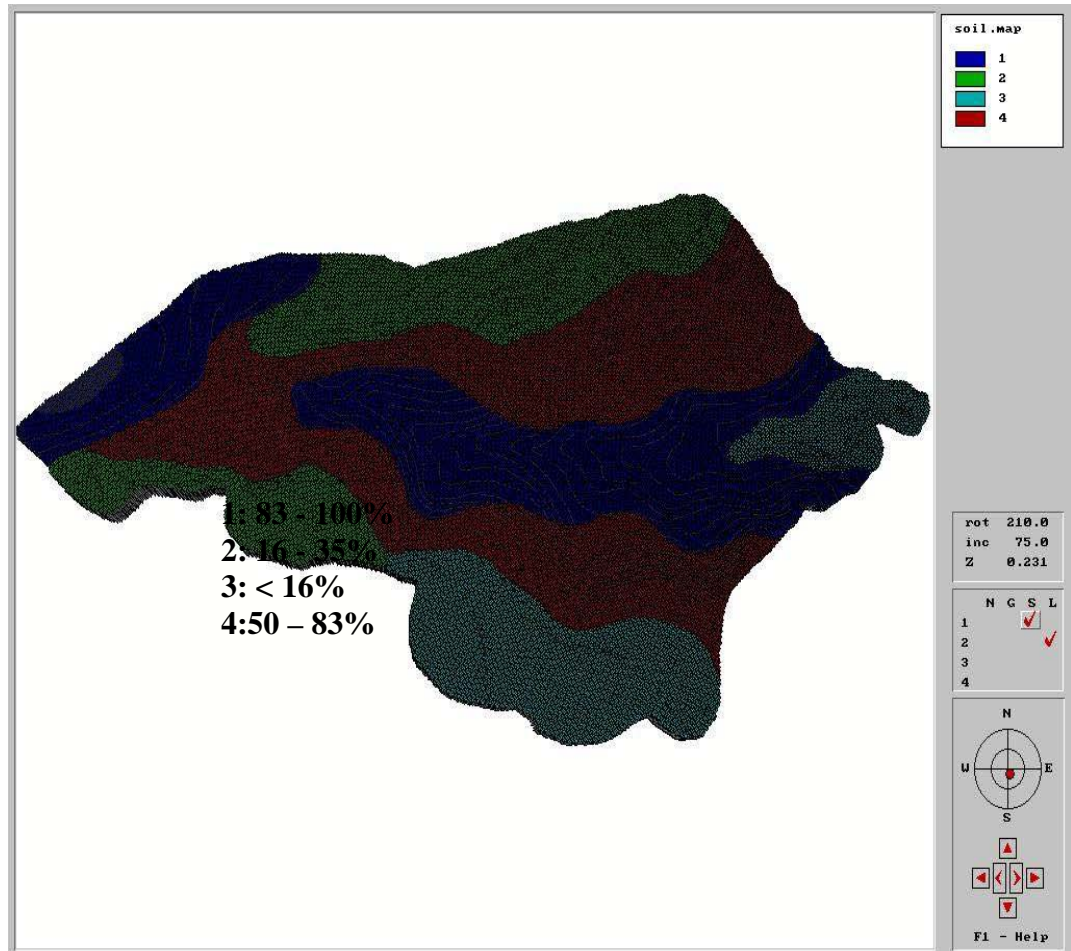 soil.map
1
2
3
4
1: 83 - 100%
2: 16 - 35%
3: < 16%
4:50 – 83%
rot 210.0
inc 75.0
Z 0.231
N G S L
1
2
3
4
N
W E
S
F1 - Help